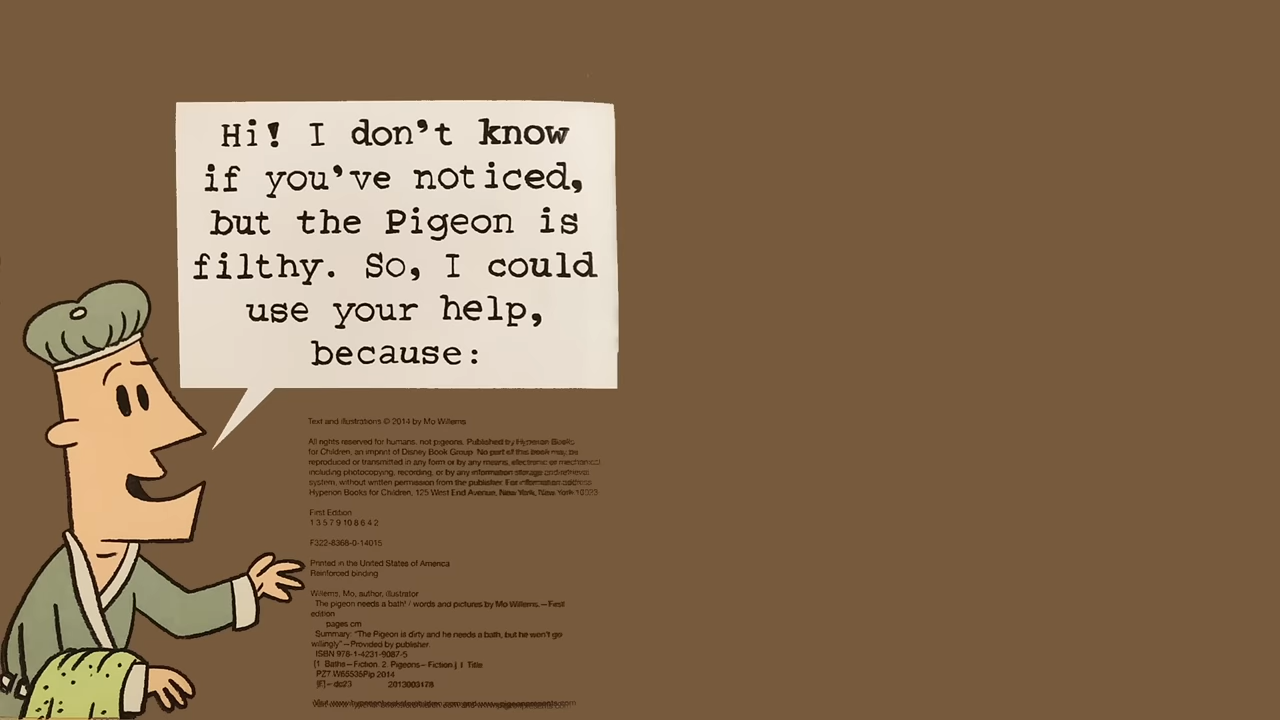 Hi! I don't know
if you've noticed,
but the Pigeon is
filthy. So, I could
use your help,
because:
Text and illustrations © 2014 by Mo Willems
All rights reserved for humans, not pigeons. Published by Hyperion Books
for Children, an imprint of Disney Book Group. No part of this book may be
reproduced or transmitted in any form or by any means, electronic or mechanical,
including photocopying, recording, or by any information storage and retrieval
system, without written permission from the publisher. For information address
Hyperion Books for Children, 125 West End Avenue, New York, New York 10023
First Edition
1 3 5 7 9 10 8 6 4 2
F322-8368-0-14015
Printed in the United States of America
Reinforced binding
Willems, Mo, author, illustrator
The pigeon needs a bath! / words and pictures by Mo Willems. – First
edition
pages cm
Summary: "The Pigeon is dirty and he needs a bath, but he won't go
willingly" – Provided by publisher
ISBN 978-1-4231-9087-5
[1. Baths – Fiction. 2. Pigeons – Fiction.] I. Title
PZ7.W65535Pip 2014
[E] – dc23 2013003178